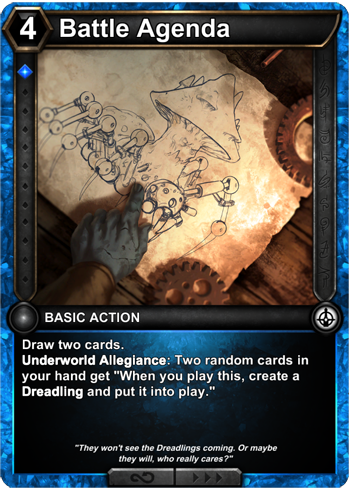 4 Battle Agenda
BASIC ACTION
Draw two cards.
Underworld Allegiance: Two random cards in
your hand get "When you play this, create a
Dreadling and put it into play."
"They won't see the Dreadlings coming. Or maybe
they will, who really cares?"